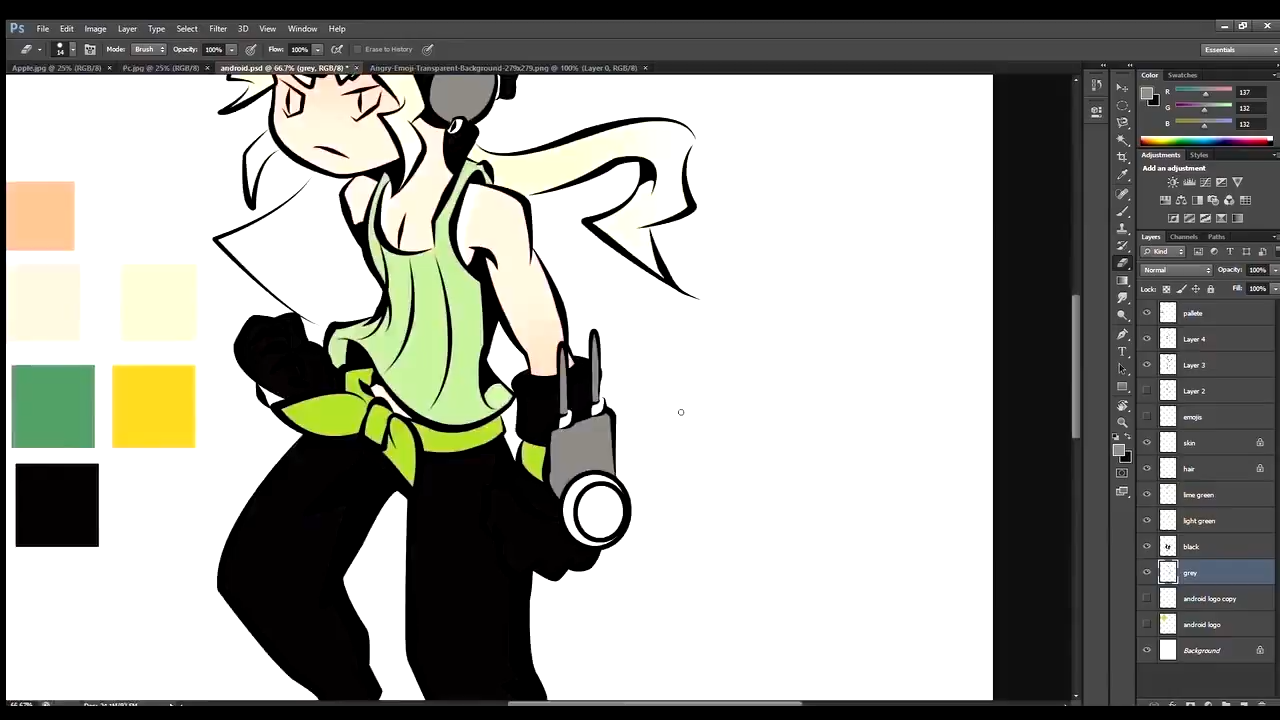 Ps File Edit Image Layer Type Select Filter 3D View Window Help
14 Mode: Brush Opacity: 100% Flow: 100% Erase to History Essentials
Apple.jpg @ 25% (RGB/8) × Pc.jpg @ 25% (RGB/8) × android.psd @ 66.7% (grey, RGB/8) * × Angry-Emoji-Transparent-Background-279x279.png @ 100% (Layer 0, RGB/8) ×
Color Swatches
R 137
G 132
B 132
Adjustments Styles
Add an adjustment
Layers Channels Paths
Kind
Normal Opacity: 100%
Lock: Fill: 100%
pallete
Layer 4
Layer 3
Layer 2
emojis
skin
hair
lime green
light green
black
grey
android logo copy
android logo
Background